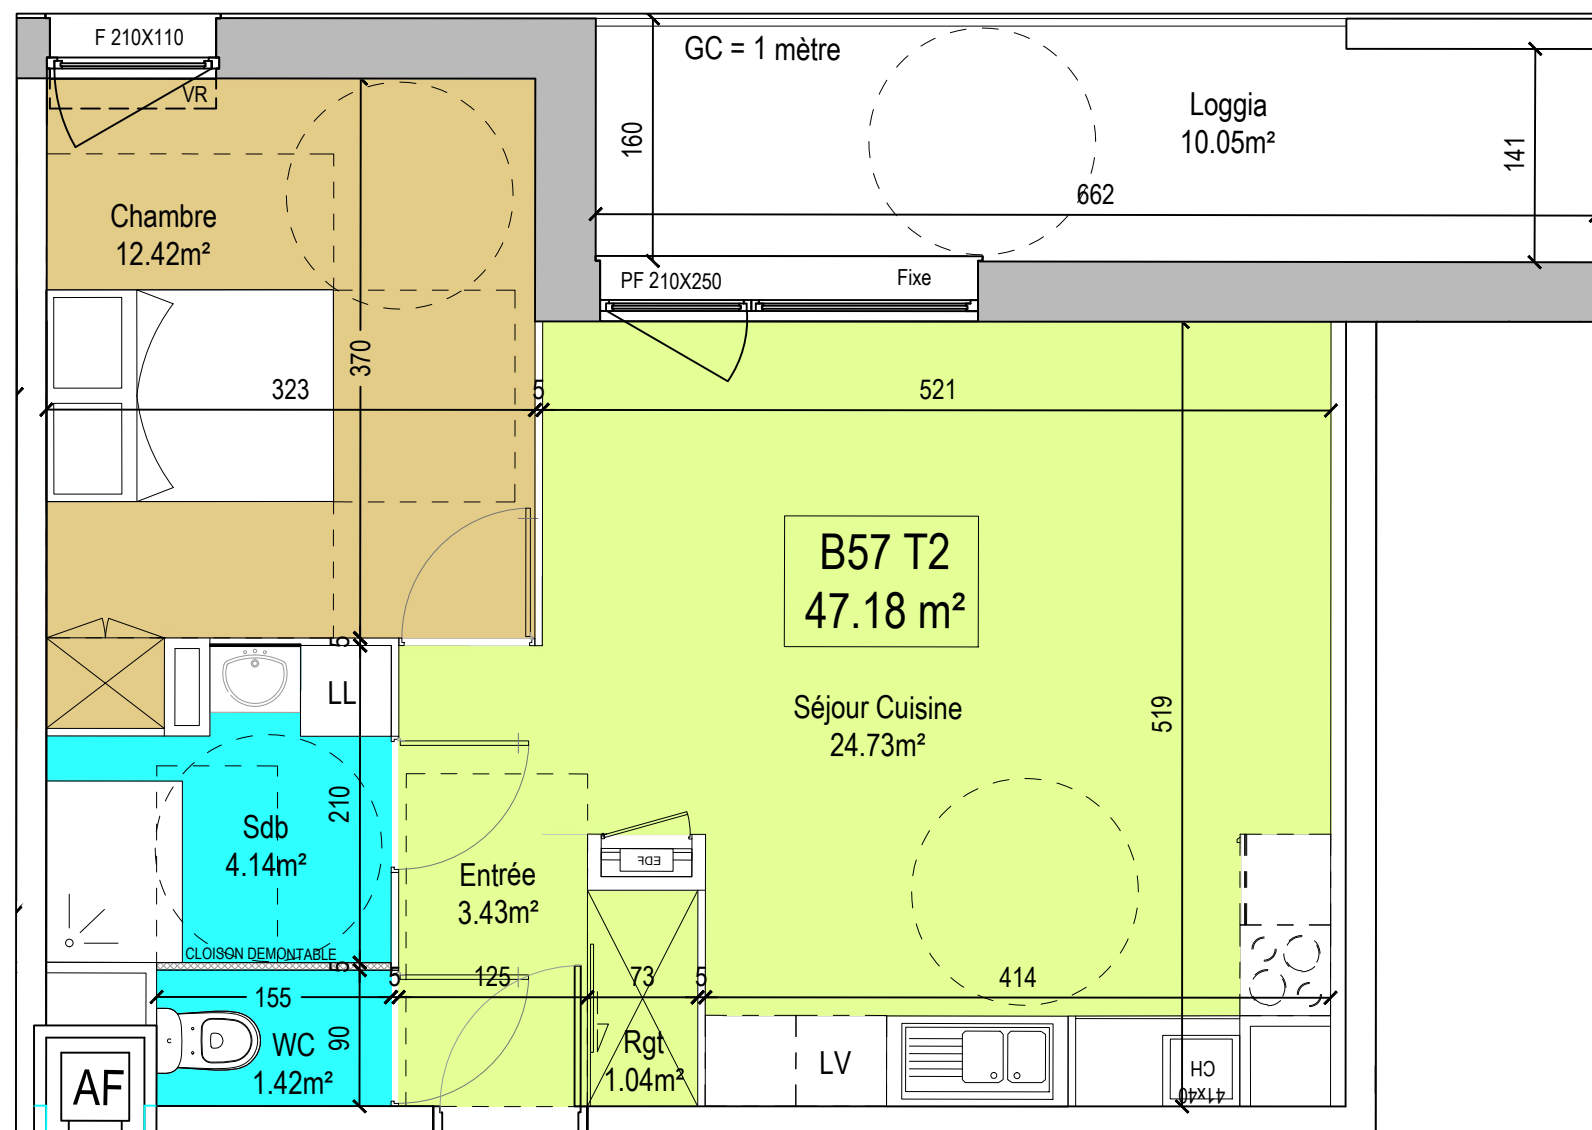 F 210X110
VR
GC = 1 mètre
160
Loggia
10.05m²
141
662
Chambre
12.42m²
PF 210X250
Fixe
370
323
5
521
B57 T2
47.18 m²
5
LL
Séjour Cuisine
24.73m²
519
210
Sdb
4.14m²
EDF
Entrée
3.43m²
CLOISON DEMONTABLE
5
5
125
73
5
414
155
90
WC
1.42m²
Rgt
1.04m²
LV
CH
41x40
AF